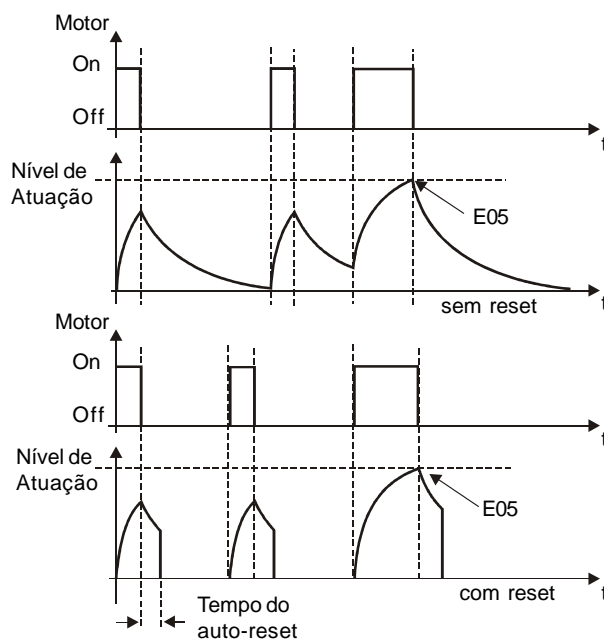 Motor
On
Off
t
Nível de
Atuação
E05
sem reset
t
Motor
On
Off
t
Nível de
Atuação
E05
com reset
t
Tempo do
auto-reset